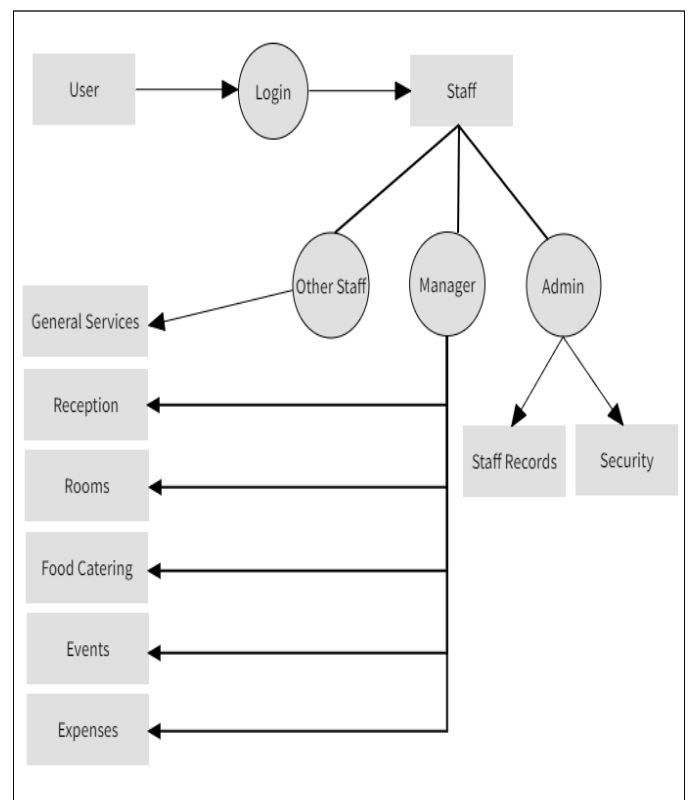 User
Login
Staff
Other Staff
Manager
Admin
General Services
Reception
Staff Records
Security
Rooms
Food Catering
Events
Expenses